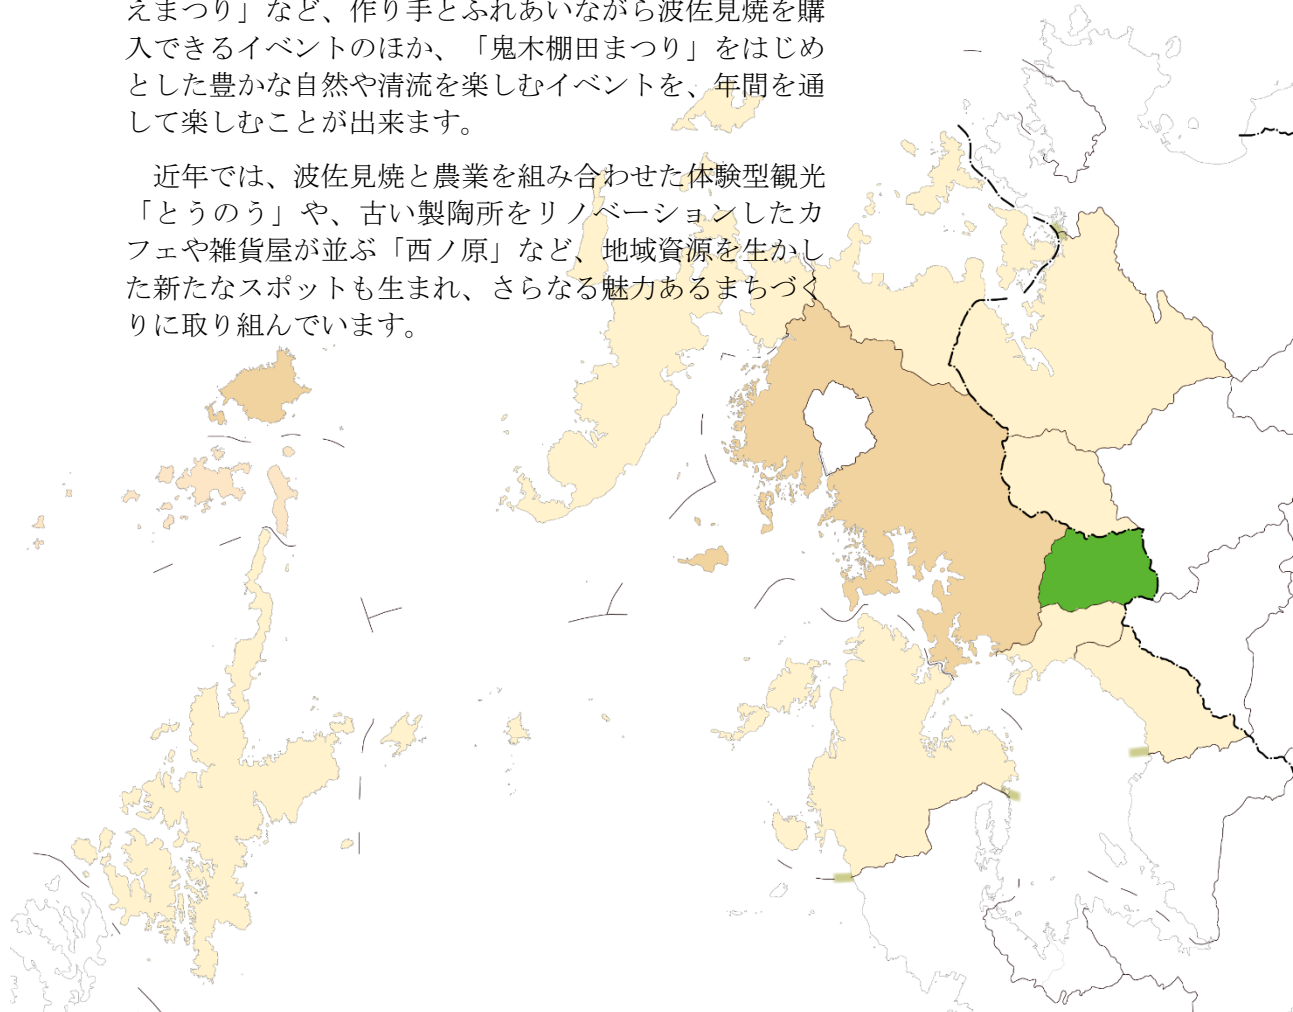 えまつり」など、作り手とふれあいながら波佐見焼を購
入できるイベントのほか、「鬼木棚田まつり」をはじめ
とした豊かな自然や清流を楽しむイベントを、年間を通
して楽しむことが出来ます。
近年では、波佐見焼と農業を組み合わせた体験型観光
「とうのう」や、古い製陶所をリノベーションしたカ
フェや雑貨屋が並ぶ「西ノ原」など、地域資源を生かし
た新たなスポットも生まれ、さらなる魅力あるまちづく
りに取り組んでいます。